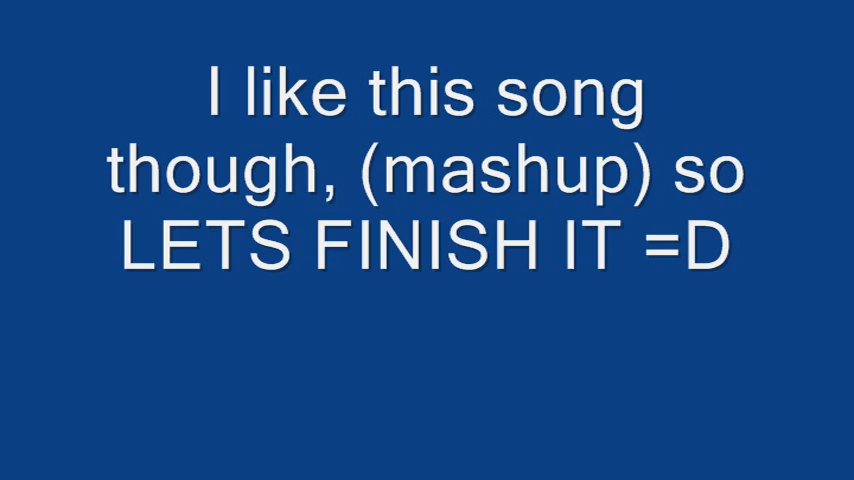 I like this song
though, (mashup) so
LETS FINISH IT =D